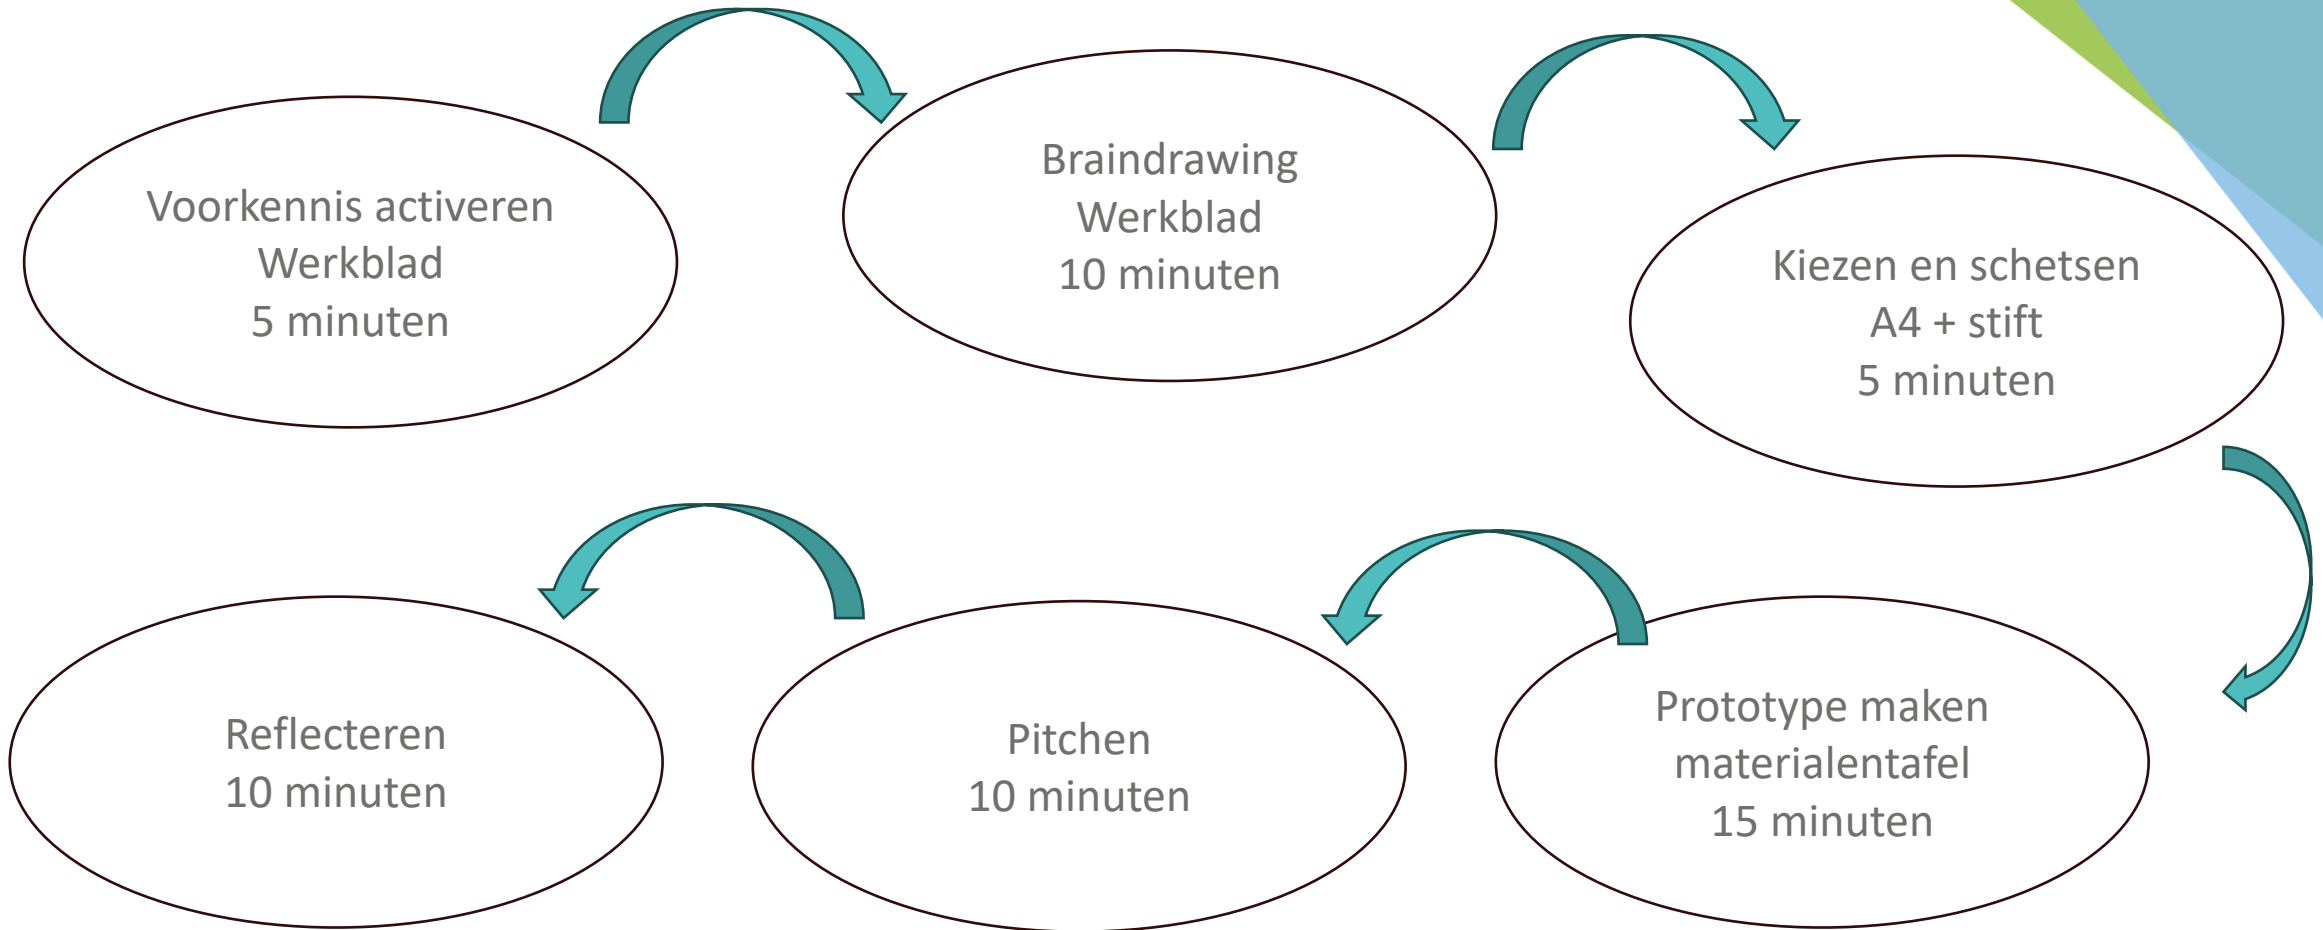 Voorkennis activeren
Werkblad
5 minuten
Braindrawing
Werkblad
10 minuten
Kiezen en schetsen
A4 + stift
5 minuten
Prototype maken
materialentafel
15 minuten
Pitchen
10 minuten
Reflecteren
10 minuten